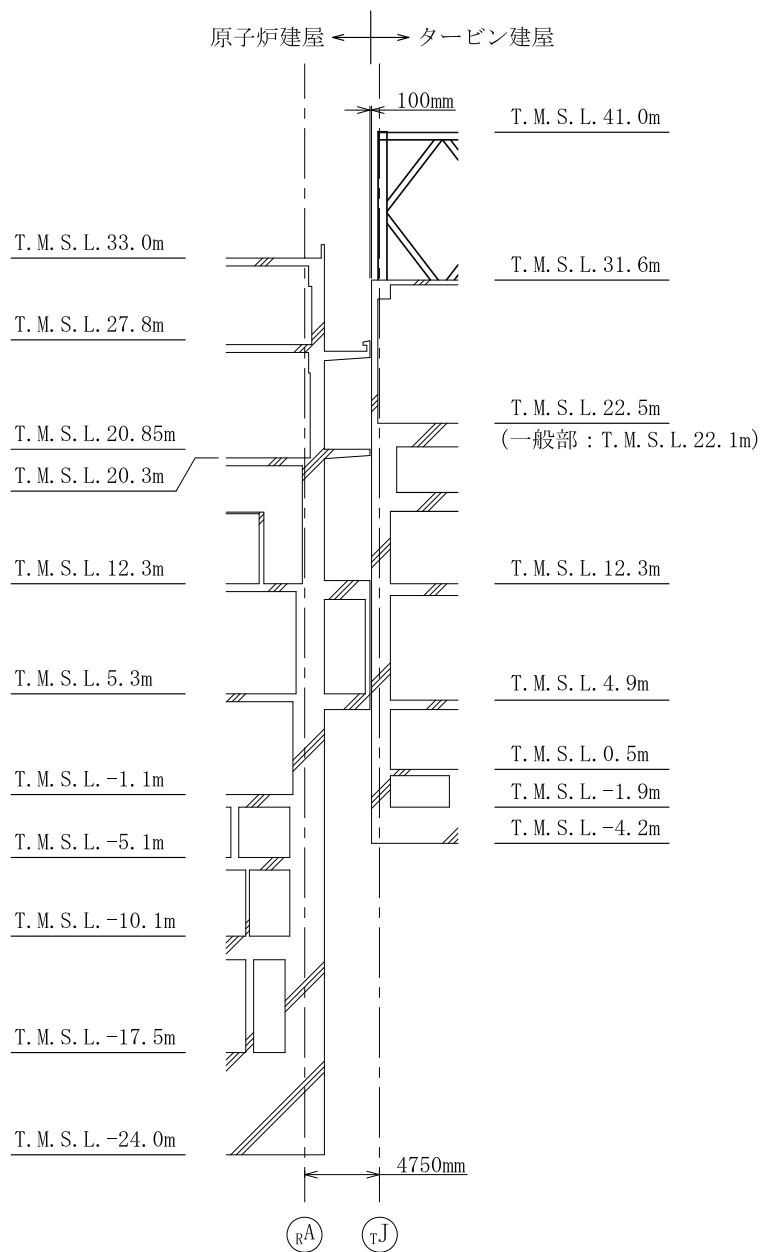 原子炉建屋
タービン建屋
100mm
T.M.S.L.41.0m
T.M.S.L.33.0m
T.M.S.L.31.6m
T.M.S.L.27.8m
T.M.S.L.22.5m
(一般部：T.M.S.L.22.1m)
T.M.S.L.20.85m
T.M.S.L.20.3m
T.M.S.L.12.3m
T.M.S.L.12.3m
T.M.S.L.5.3m
T.M.S.L.4.9m
T.M.S.L.0.5m
T.M.S.L.-1.1m
T.M.S.L.-1.9m
T.M.S.L.-4.2m
T.M.S.L.-5.1m
T.M.S.L.-10.1m
T.M.S.L.-17.5m
T.M.S.L.-24.0m
4750mm
RA
TJ